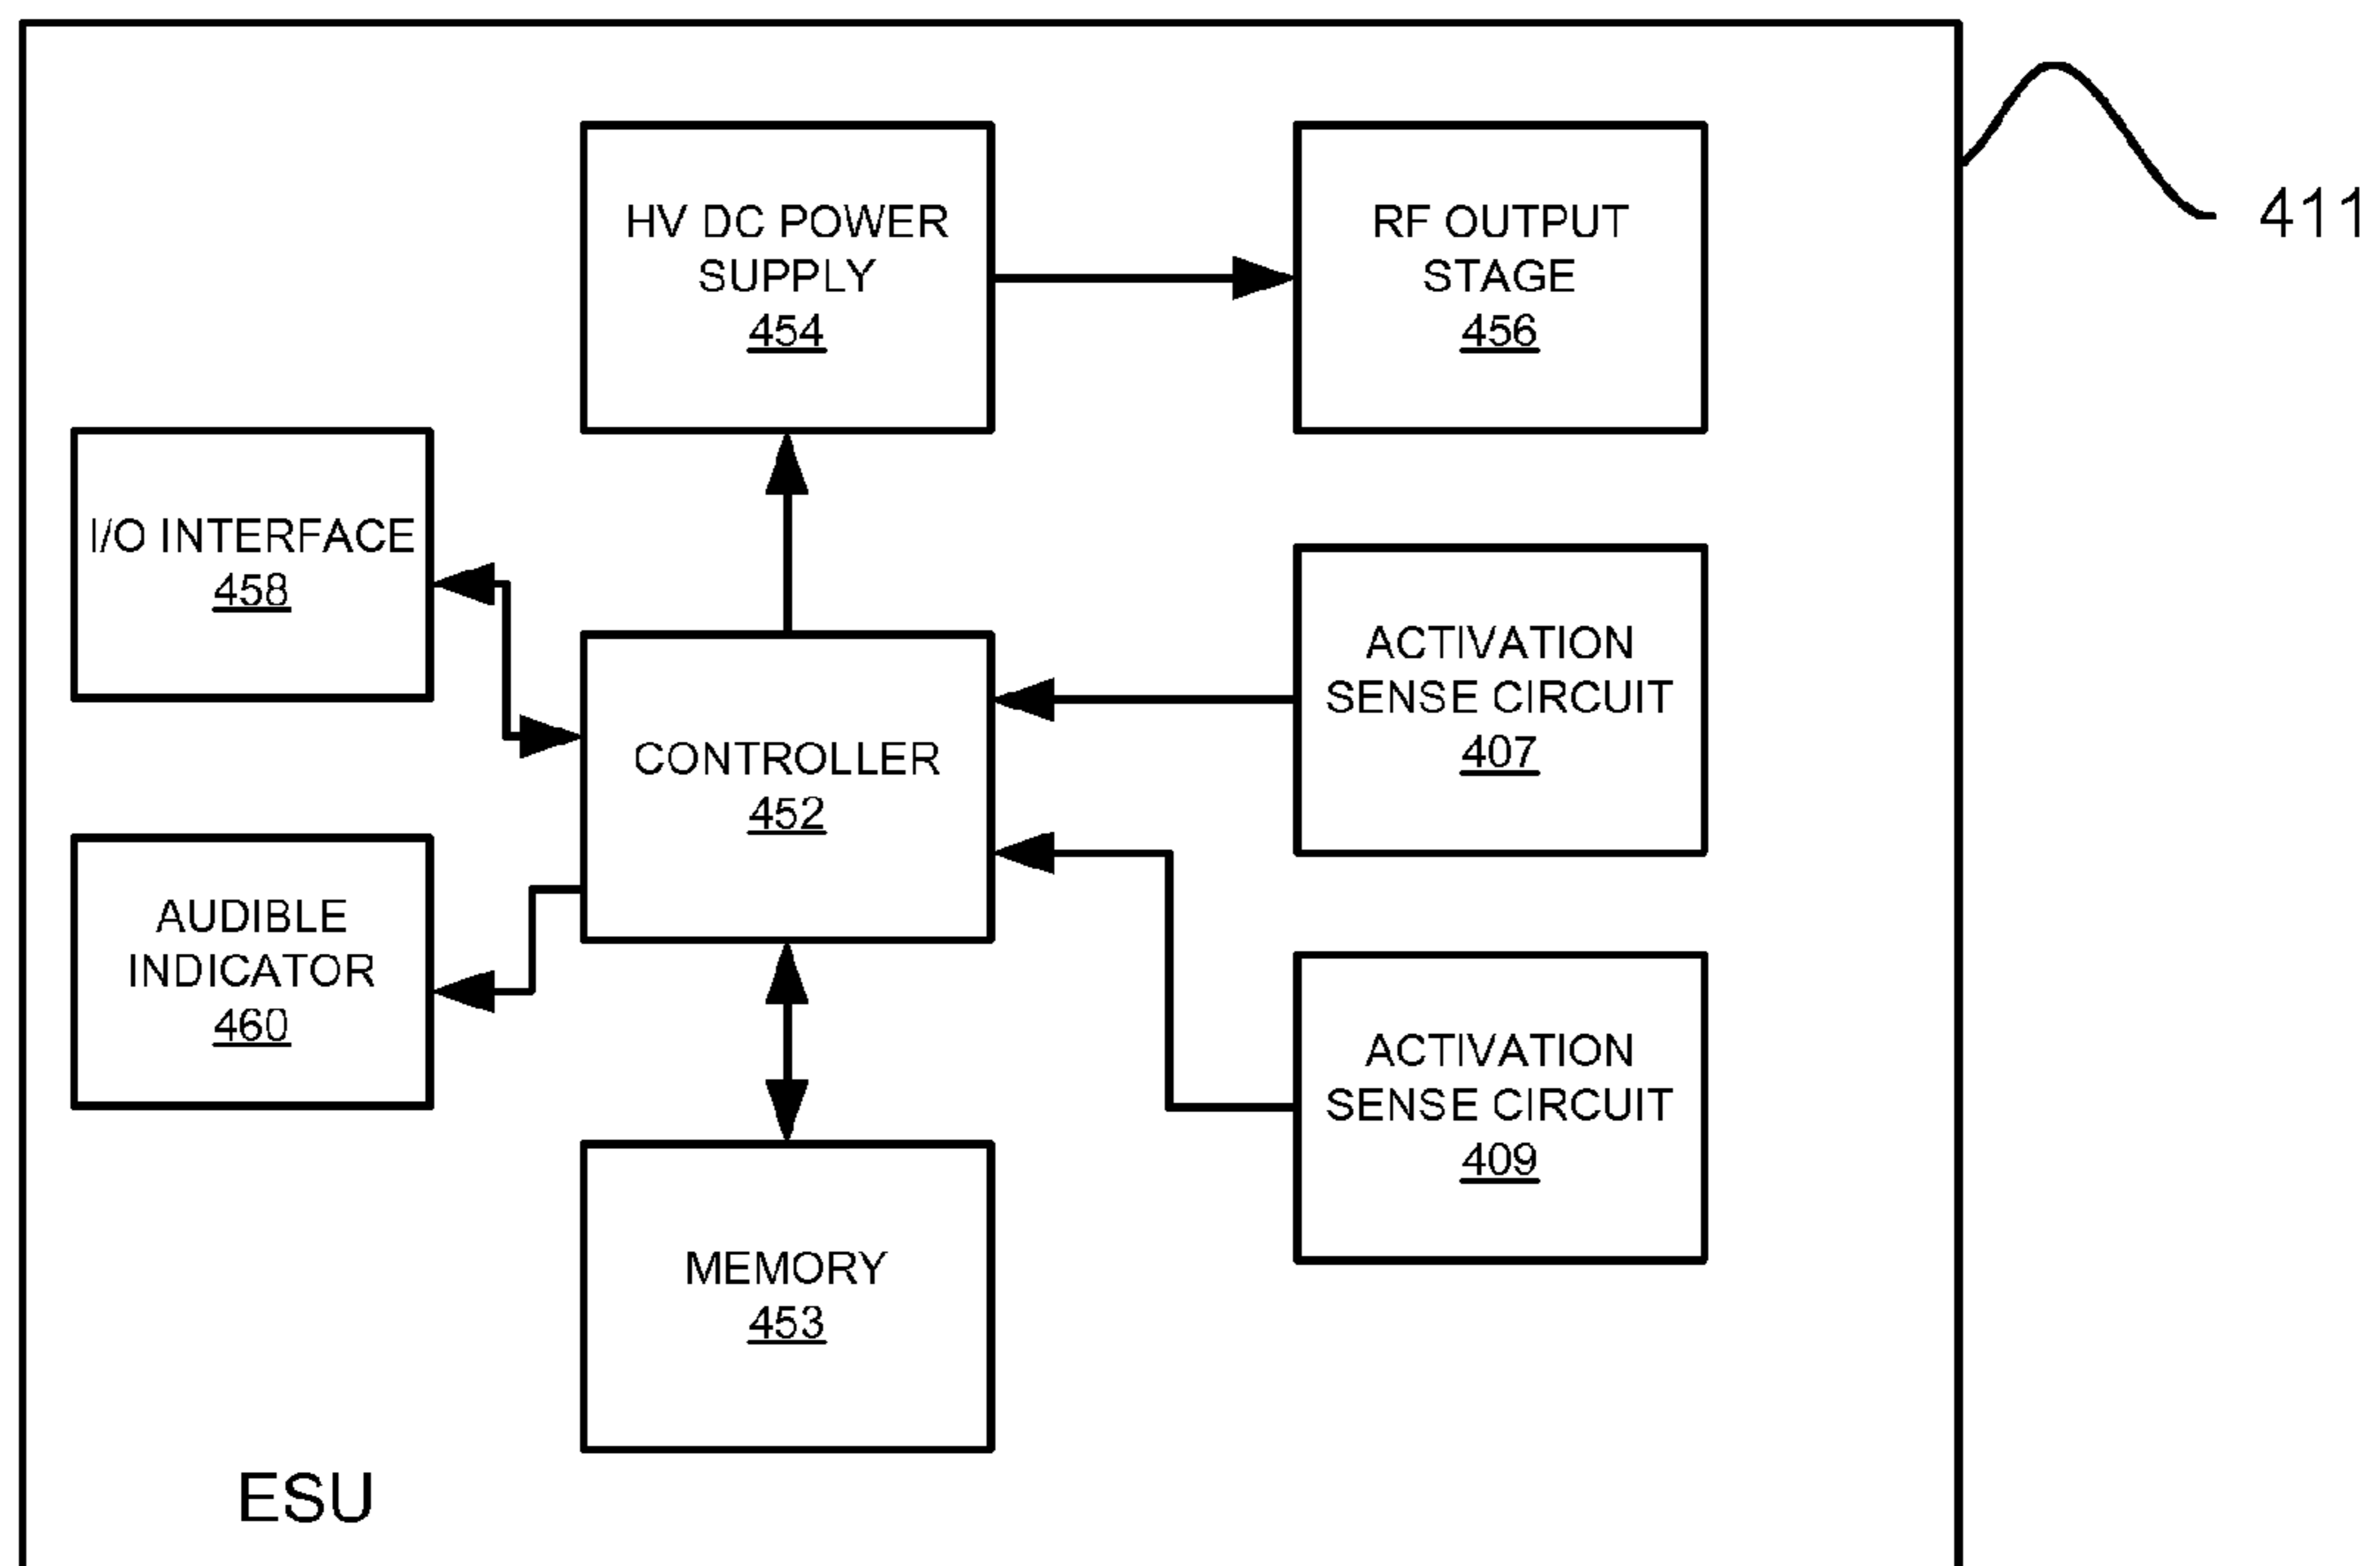 HV DC POWER
SUPPLY
454
RF OUTPUT
STAGE
456
411
I/O INTERFACE
458
ACTIVATION
SENSE CIRCUIT
407
CONTROLLER
452
AUDIBLE
INDICATOR
460
ACTIVATION
SENSE CIRCUIT
409
MEMORY
453
ESU